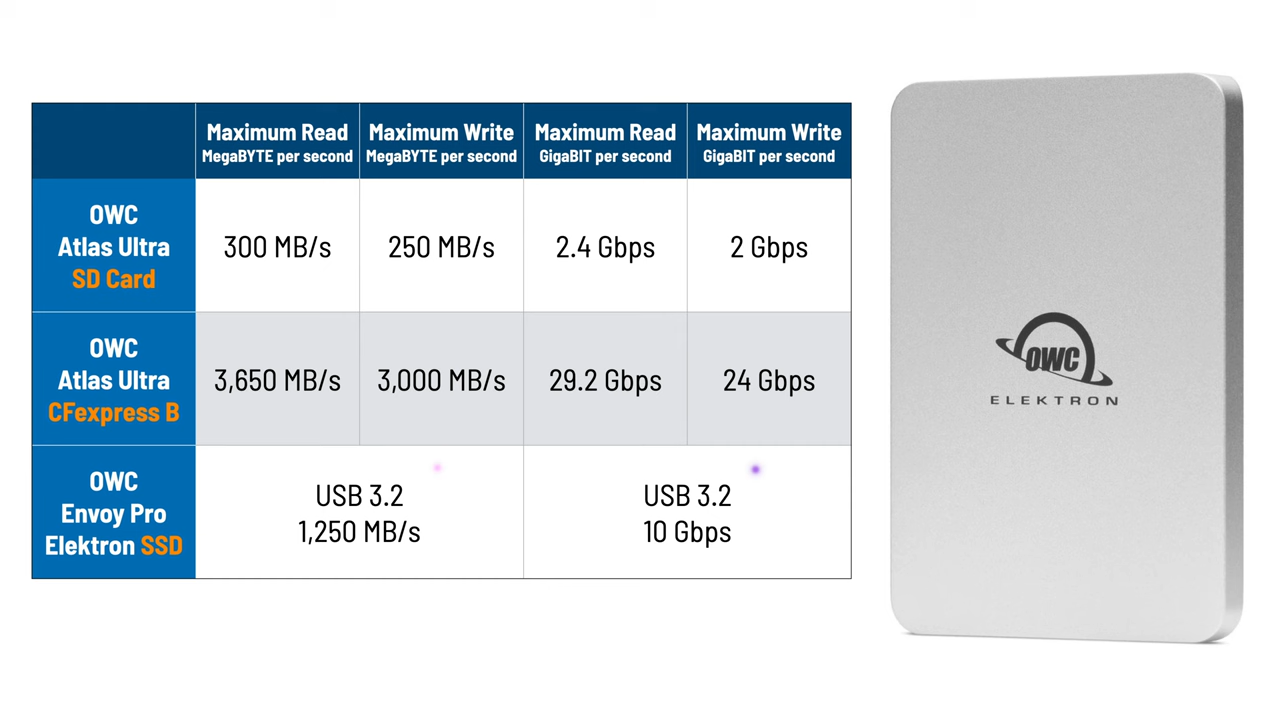 Maximum Read
MegaBYTE per second
Maximum Write
MegaBYTE per second
Maximum Read
GigaBIT per second
Maximum Write
GigaBIT per second
OWC
Atlas Ultra
SD Card
300 MB/s
250 MB/s
2.4 Gbps
2 Gbps
OWC
Atlas Ultra
CFexpress B
3,650 MB/s
3,000 MB/s
29.2 Gbps
24 Gbps
OWC
Envoy Pro
Elektron SSD
USB 3.2
1,250 MB/s
USB 3.2
10 Gbps
OWC
ELEKTRON